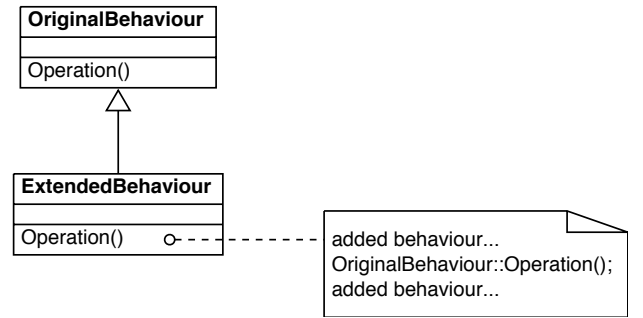 OriginalBehaviour
Operation()
ExtendedBehaviour
Operation()
added behaviour...
OriginalBehaviour::Operation();
added behaviour...